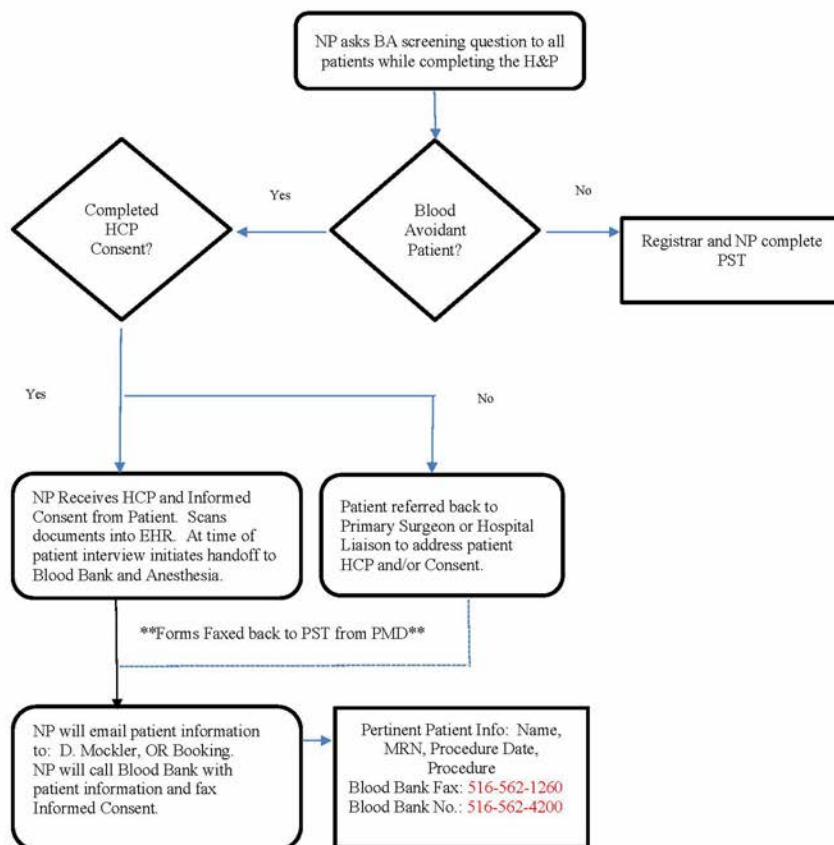 NP asks BA screening question to all
patients while completing the H&P
Yes
No
Completed
HCP
Consent?
Blood
Avoidant
Patient?
Registrar and NP complete
PST
Yes
No
NP Receives HCP and Informed
Consent from Patient. Scans
documents into EHR. At time of
patient interview initiates handoff to
Blood Bank and Anesthesia.
Patient referred back to
Primary Surgeon or Hospital
Liaison to address patient
HCP and/or Consent.
**Forms Faxed back to PST from PMD**
NP will email patient information
to: D. Mockler, OR Booking.
NP will call Blood Bank with
patient information and fax
Informed Consent.
Pertinent Patient Info: Name,
MRN, Procedure Date,
Procedure
Blood Bank Fax: 516-562-1260
Blood Bank No.: 516-562-4200